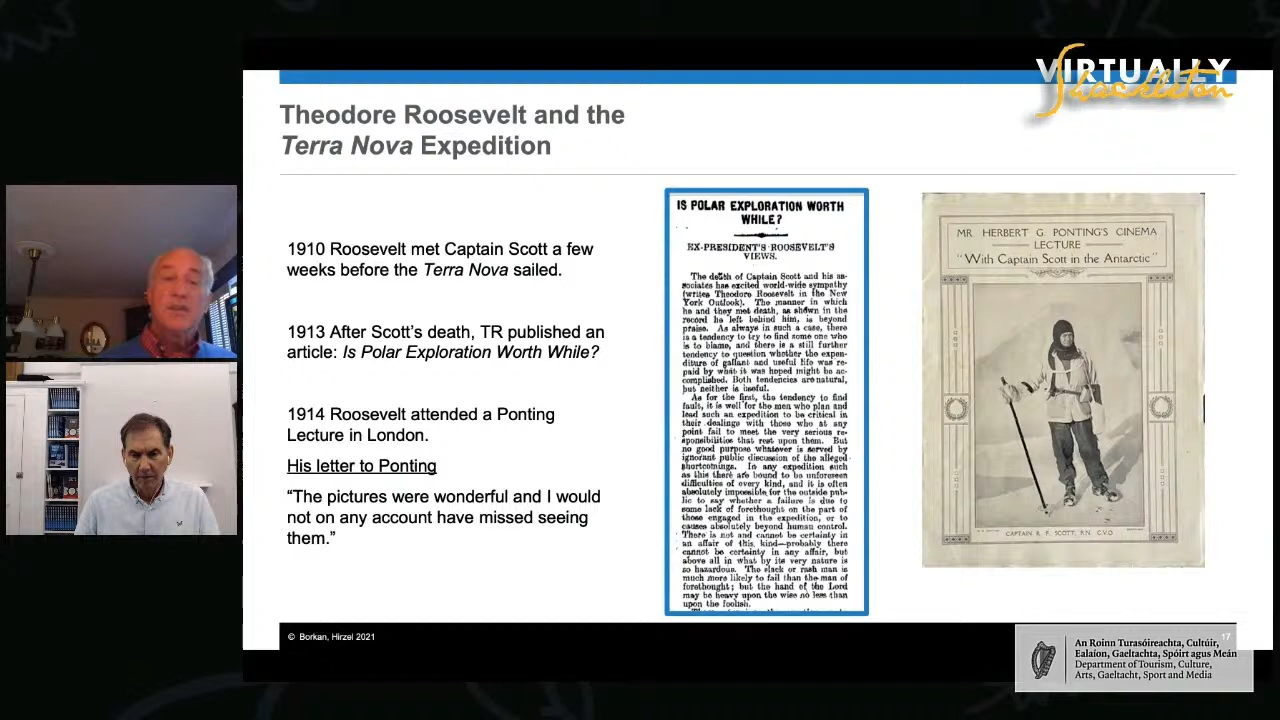 VIRTUALLY
Shackleton
Theodore Roosevelt and the
Terra Nova Expedition
1910 Roosevelt met Captain Scott a few
weeks before the Terra Nova sailed.
1913 After Scott's death, TR published an
article: Is Polar Exploration Worth While?
1914 Roosevelt attended a Ponting
Lecture in London.
His letter to Ponting
“The pictures were wonderful and I would
not on any account have missed seeing
them.”
IS POLAR EXPLORATION WORTH
WHILE?
EX-PRESIDENT'S ROOSEVELT'S
VIEWS.
The death of Captain Scott and his as-
sociates has excited world-wide sympathy
(writes Theodore Roosevelt in the New
York Outlook). The manner in which
he and they met death, as shown in the
record he left behind him, is beyond
praise. As always in such a case, there
is a tendency to try to find some one who
is to blame, and there is a still further
tendency to question whether the expen-
diture of gallant and useful life was re-
paid by what it was hoped might be ac-
complished. Both tendencies are natural,
but neither is useful.
As for the first, the tendency to find
fault, it is well for the men who plan and
lead such an expedition to be critical in
their dealings with those who at any
point fail to meet the very serious re-
sponsibilities that rest upon them. But
no good purpose whatever is served by
ignorant public discussion of the alleged
shortcomings. In any expedition such
as this there are bound to be unforeseen
difficulties of every kind, and it is often
absolutely impossible for the outside pub-
lic to say whether a failure is due to
some lack of forethought on the part of
those engaged in the expedition, or to
causes absolutely beyond human control.
There is not and cannot be certainty in
an affair of this kind—probably there
cannot be certainty in any affair, but
above all in what by its very nature is
so hazardous. The slack or rash man is
much more likely to fail than the man of
forethought; but the hand of the Lord
may be heavy upon the wise no less than
upon the foolish.
MR HERBERT G. PONTING'S CINEMA
LECTURE
"With Captain Scott in the Antarctic"
CAPTAIN R. F. SCOTT, R.N. C.V.O
© Borkan, Hirzel 2021
17
An Roinn Turasóireachta, Cultúir,
Ealaíon, Gaeltachta, Spóirt agus Meán
Department of Tourism, Culture,
Arts, Gaeltacht, Sport and Media